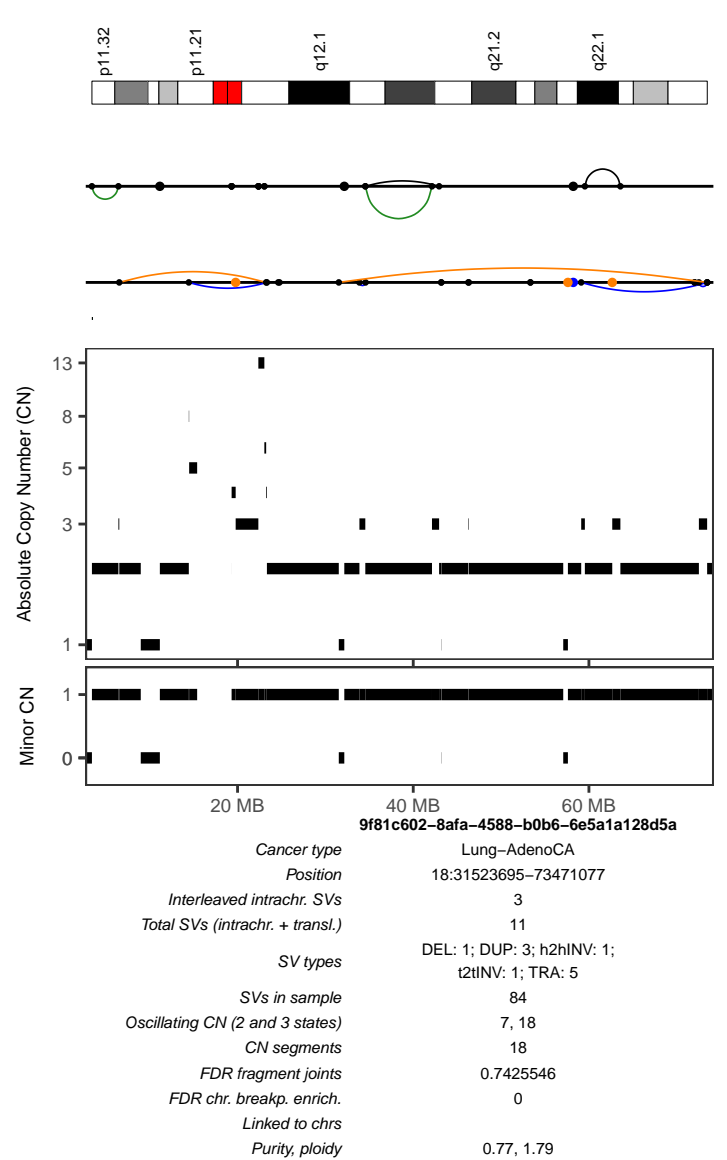 p11.32
p11.21
q12.1
q21.2
q22.1
Absolute Copy Number (CN)
13
8
5
3
1
Minor CN
1
0
20 MB 40 MB 60 MB
9f81c602−8afa−4588−b0b6−6e5a1a128d5a
Cancer type Lung−AdenoCA
Position 18:31523695−73471077
Interleaved intrachr. SVs 3
Total SVs (intrachr. + transl.) 11
SV types DEL: 1; DUP: 3; h2hINV: 1;
t2tINV: 1; TRA: 5
SVs in sample 84
Oscillating CN (2 and 3 states) 7, 18
CN segments 18
FDR fragment joints 0.7425546
FDR chr. breakp. enrich. 0
Linked to chrs
Purity, ploidy 0.77, 1.79